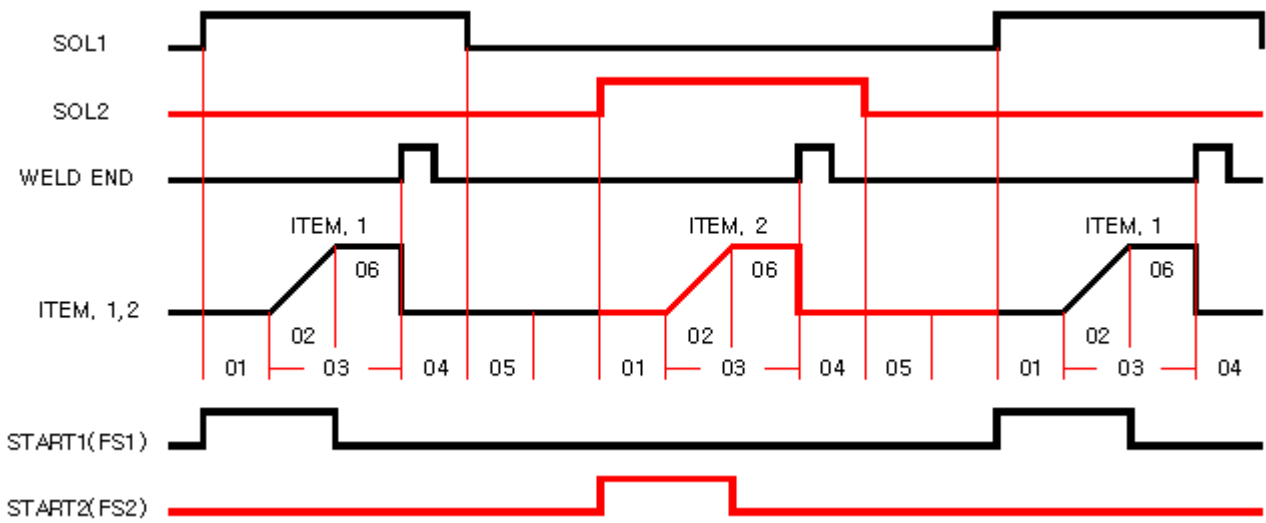 SOL1
SOL2
WELD END
ITEM, 1 ITEM, 2 ITEM, 1
06 06 06
ITEM, 1,2
02 02 02
01 03 04 05 01 03 04 05 01 03 04
START1(FS1)
START2(FS2)